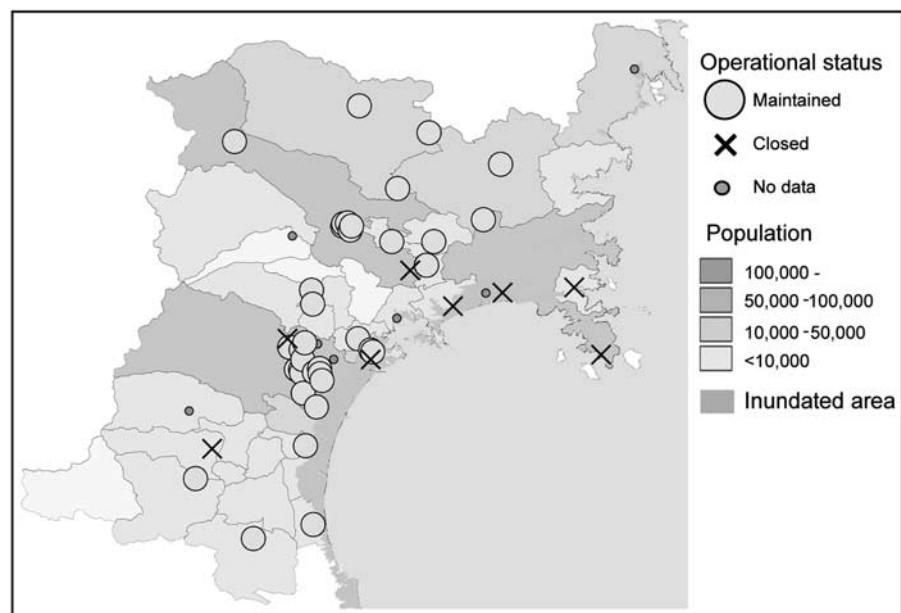 Operational status
Maintained
Closed
No data
Population
100,000 -
50,000 -100,000
10,000 -50,000
<10,000
Inundated area